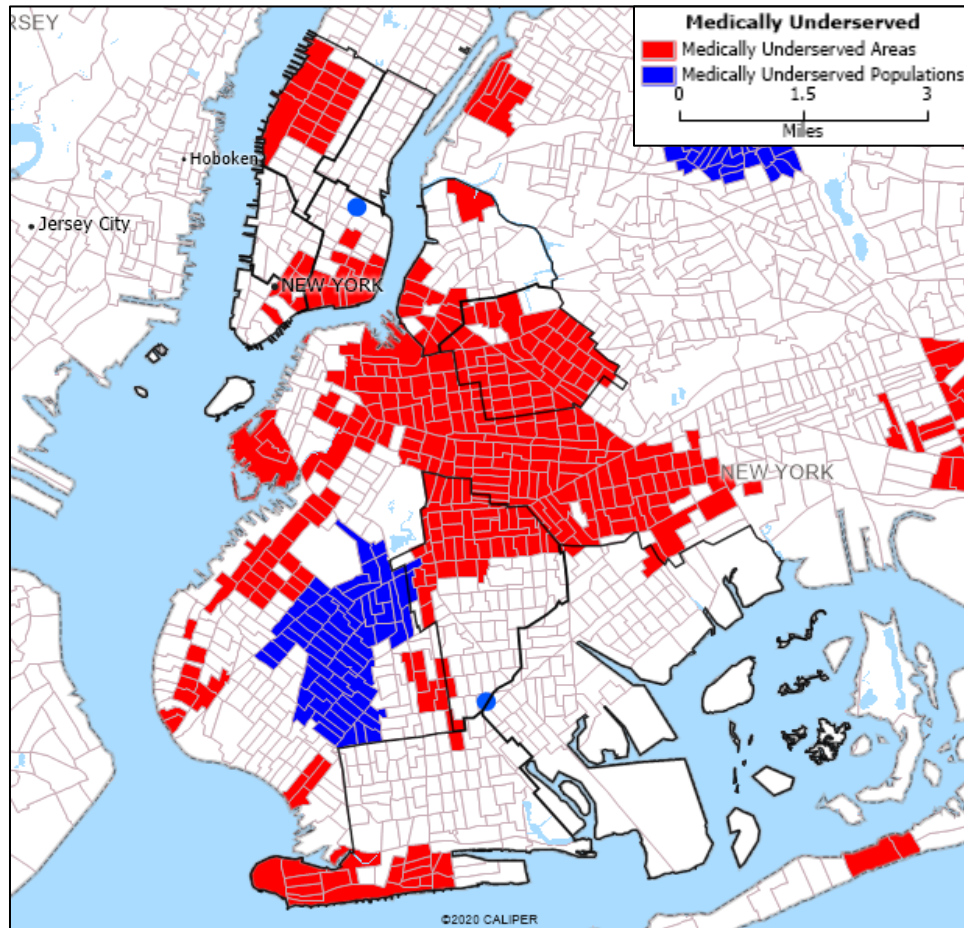 RSEY
Medically Underserved
Medically Underserved Areas
Medically Underserved Populations
0 1.5 3
Miles
Hoboken
Jersey City
NEW YORK
NEW YORK
©2020 CALIPER